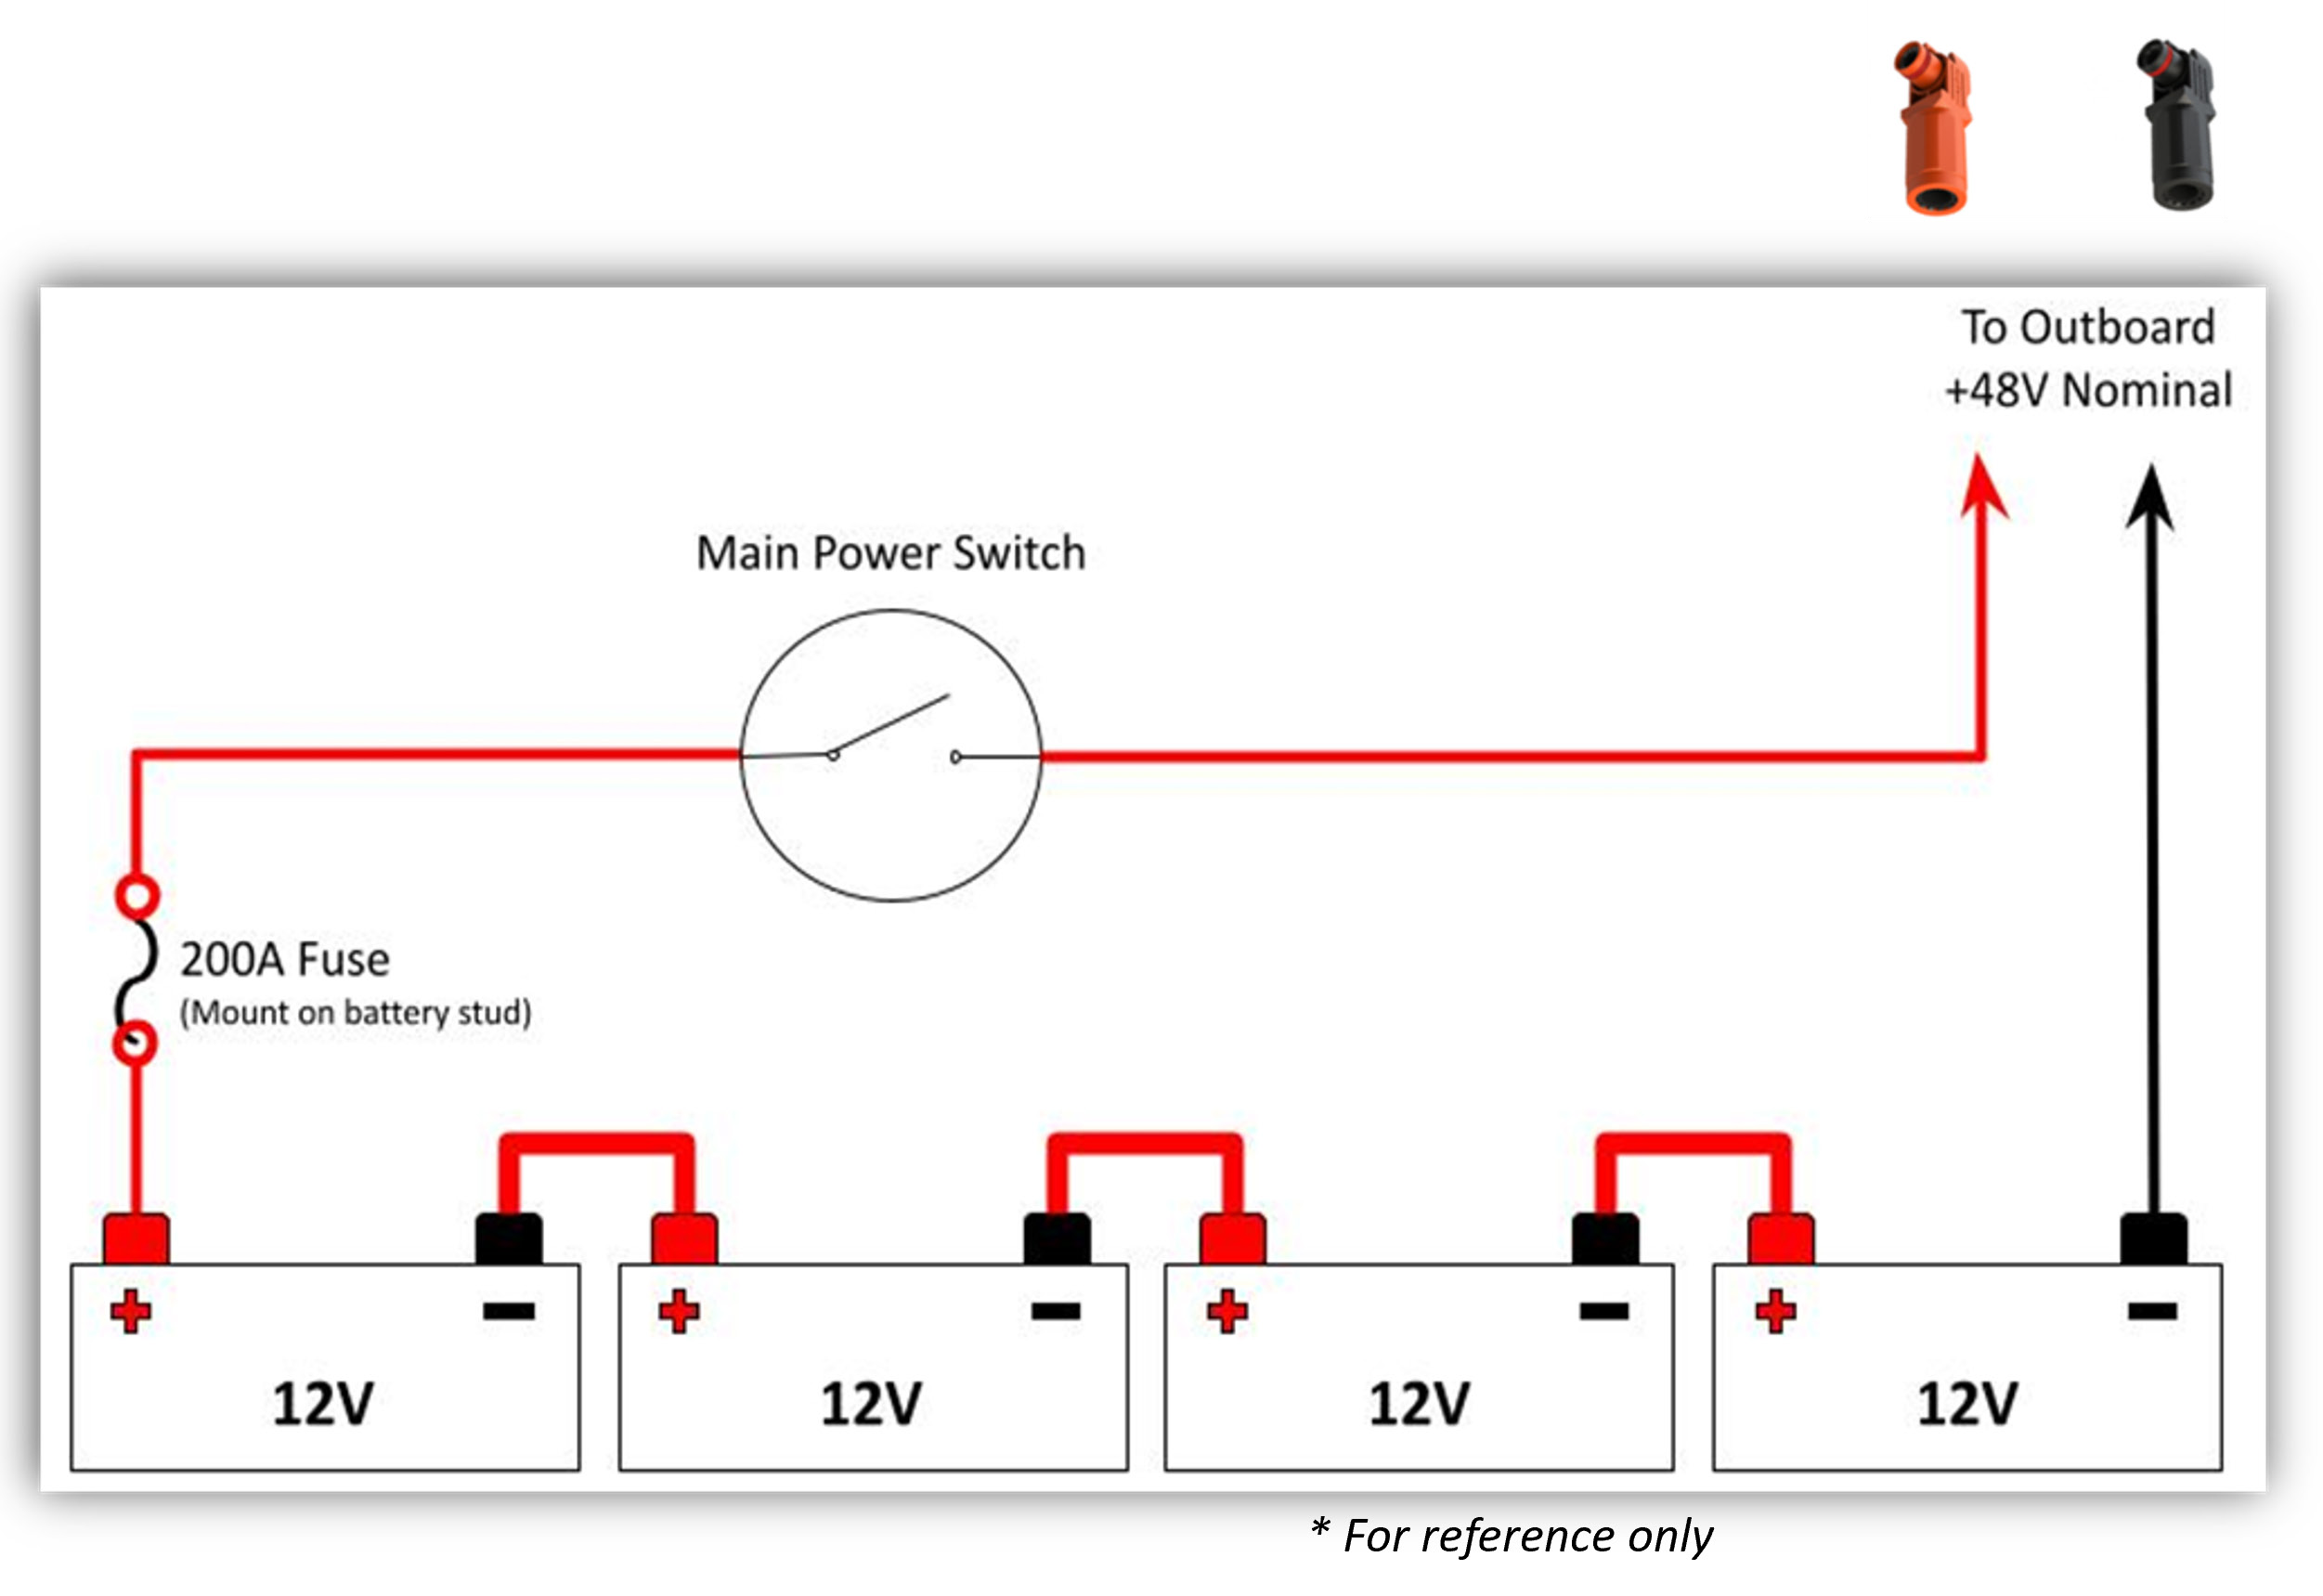 To Outboard
+48V Nominal
Main Power Switch
200A Fuse
(Mount on battery stud)
+ − + − + − + −
12V 12V 12V 12V
* For reference only